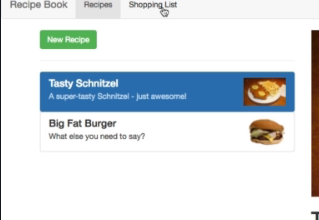 Recipe Book Recipes Shopping List
New Recipe
Tasty Schnitzel
A super-tasty Schnitzel - just awesome!
Big Fat Burger
What else you need to say?